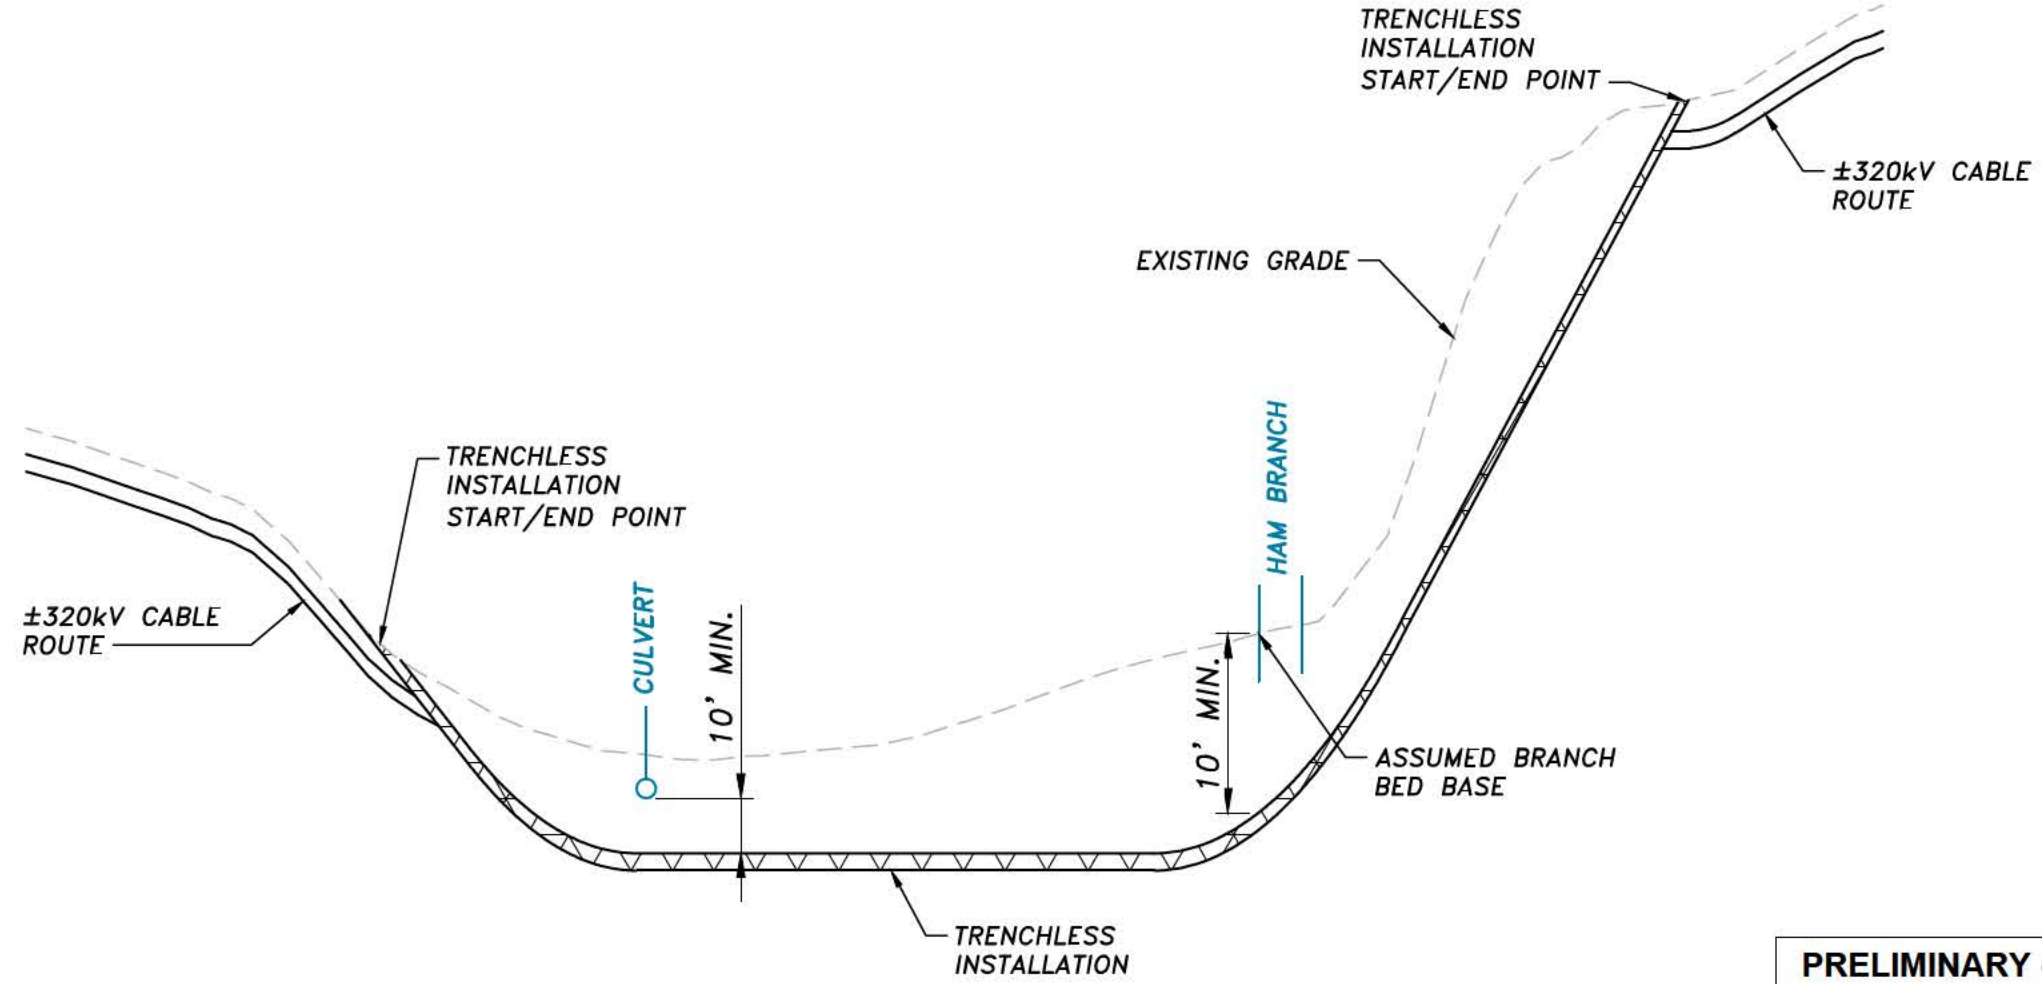 TRENCHLESS
INSTALLATION
START/END POINT
±320kV CABLE
ROUTE
EXISTING GRADE
HAM BRANCH
TRENCHLESS
INSTALLATION
START/END POINT
CULVERT
10' MIN.
10' MIN.
±320kV CABLE
ROUTE
ASSUMED BRANCH
BED BASE
TRENCHLESS
INSTALLATION
PRELIMINARY